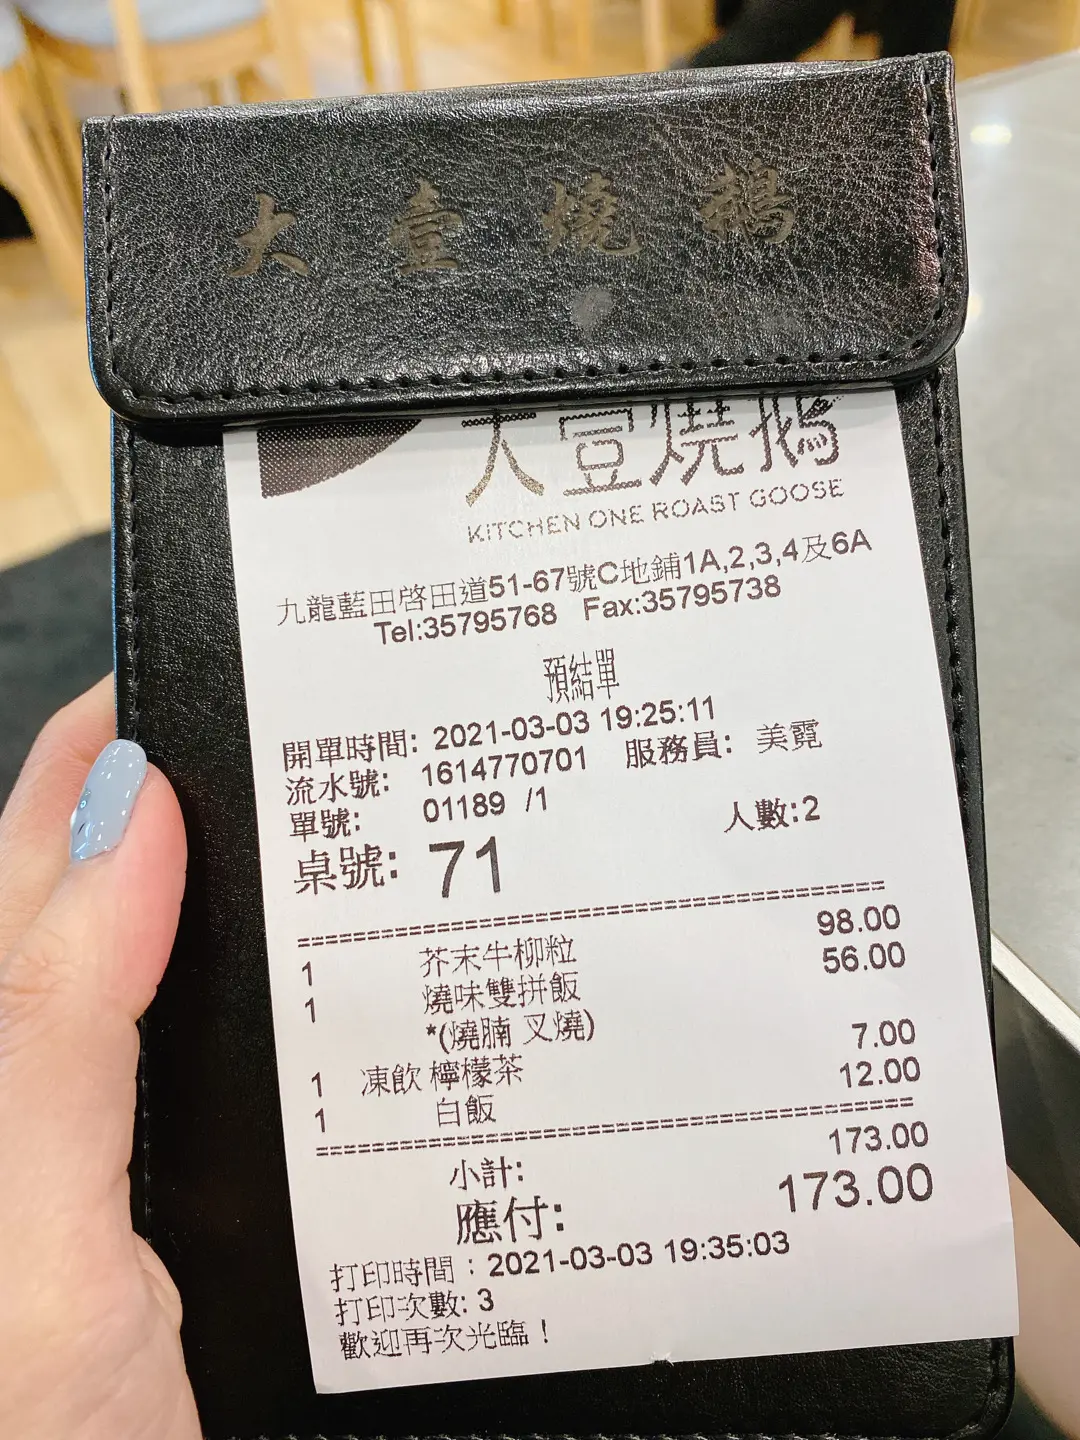 大壹燒鵝
大壹燒鵝
KITCHEN ONE ROAST GOOSE
九龍藍田啓田道51-67號C地鋪1A,2,3,4及6A
Tel:35795768 Fax:35795738
預結單
開單時間: 2021-03-03 19:25:11
流水號: 1614770701 服務員: 美霓
單號: 01189 /1
桌號: 71 人數:2
1 芥末牛柳粒 98.00
1 燒味雙拼飯 56.00
*(燒腩 叉燒)
1 凍飲 檸檬茶 7.00
1 白飯 12.00
小計: 173.00
應付: 173.00
打印時間: 2021-03-03 19:35:03
打印次數: 3
歡迎再次光臨!